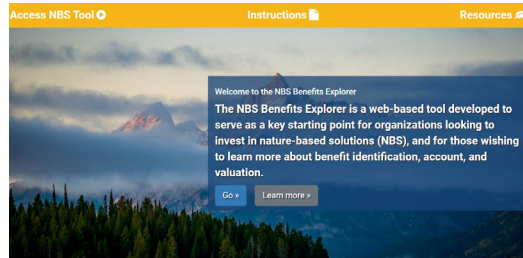 Access NBS Tool
Instructions
Resources
Welcome to the NBS Benefits Explorer
The NBS Benefits Explorer is a web-based tool developed to
serve as a key starting point for organizations looking to
invest in nature-based solutions (NBS), and for those wishing
to learn more about benefit identification, account, and
valuation.
Go »
Learn more »